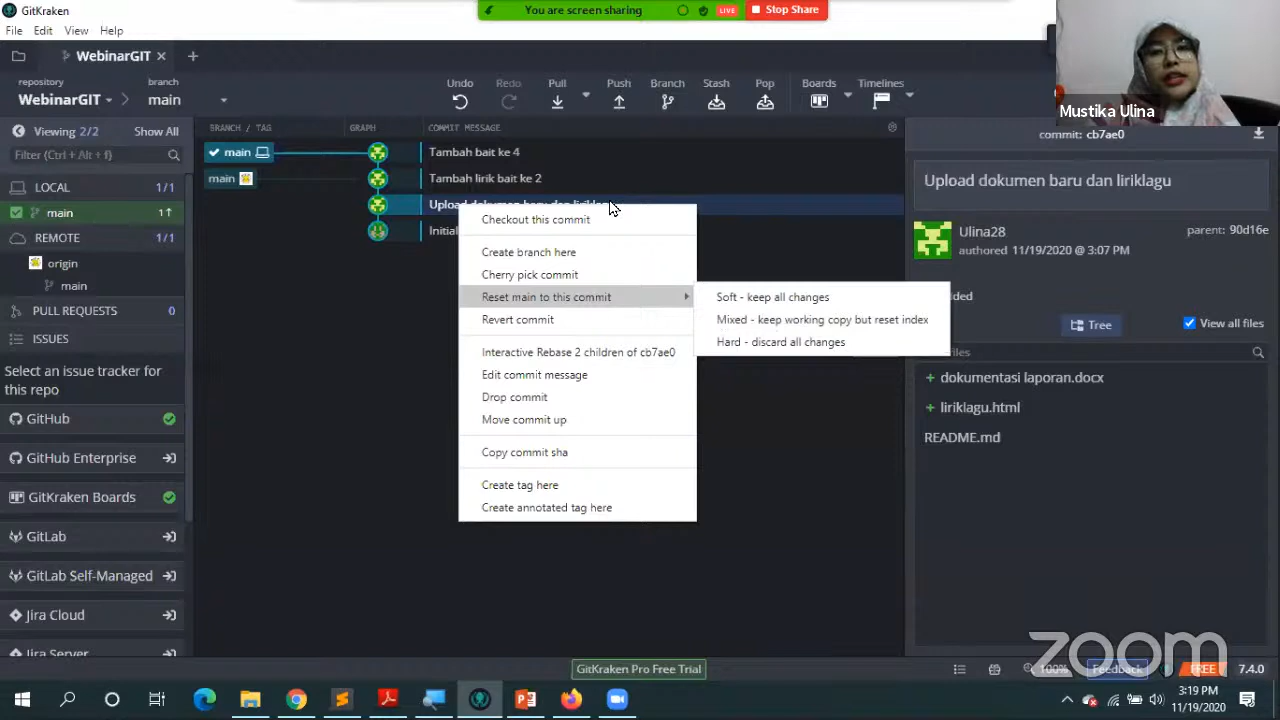 GitKraken
You are screen sharing
LIVE
Stop Share
File Edit View Help
WebinarGIT
repository
WebinarGIT
branch
main
Undo
Redo
Pull
Push
Branch
Stash
Pop
Boards
Timelines
Mustika Ulina
Viewing 2/2
Show All
Filter (Ctrl + Alt + f)
LOCAL 1/1
main 1
REMOTE 1/1
origin
main
PULL REQUESTS 0
ISSUES
Select an issue tracker for
this repo
GitHub
GitHub Enterprise
GitKraken Boards
GitLab
GitLab Self-Managed
Jira Cloud
Jira Server
BRANCH / TAG
GRAPH
COMMIT MESSAGE
main
Tambah bait ke 4
main
Tambah lirik bait ke 2
Upload dokumen baru dan
Initial
Checkout this commit
Create branch here
Cherry pick commit
Reset main to this commit
Revert commit
Interactive Rebase 2 children of cb7ae0
Edit commit message
Drop commit
Move commit up
Copy commit sha
Create tag here
Create annotated tag here
Soft - keep all changes
Mixed - keep working copy but reset index
Hard - discard all changes
commit: cb7ae0
Upload dokumen baru dan liriklagu
Ulina28
authored 11/19/2020 @ 3:07 PM
parent: 90d16e
Tree
View all files
files
dokumentasi laporan.docx
liriklagu.html
README.md
zoom
GitKraken Pro Free Trial
100%
Feedback
FREE
7.4.0
3:19 PM
11/19/2020